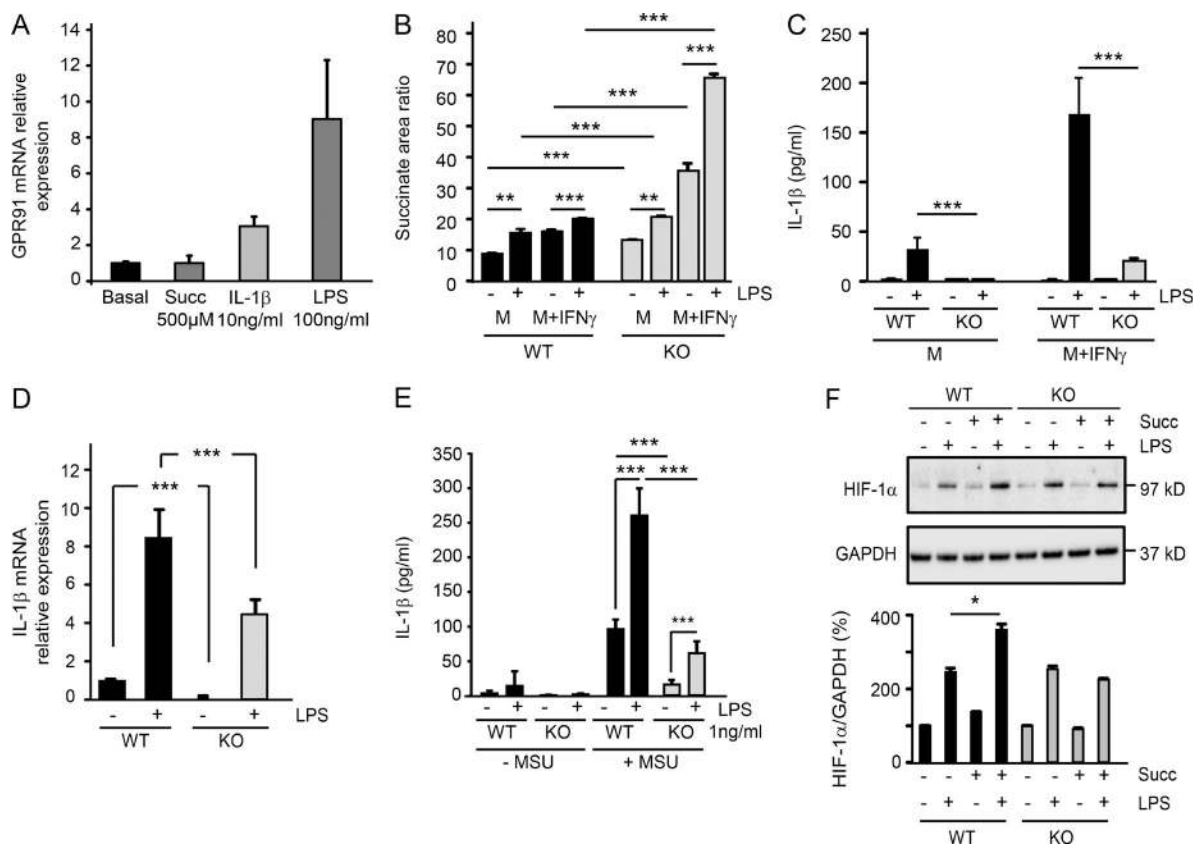 A
GPR91 mRNA relative
expression
14
12
10
8
6
4
2
0
Basal Succ IL-1β LPS
500µM 10ng/ml 100ng/ml
B
Succinate area ratio
80
70
60
50
40
30
20
10
0
***
***
***
***
***
** *** **
- + - + - + - + LPS
M M+IFNγ M M+IFNγ
WT KO
C
IL-1β (pg/ml)
250
200
150
100
50
0
***
***
- + - + - + - + LPS
WT KO WT KO
M M+IFNγ
D
IL-1β mRNA
relative expression
12
10
8
6
4
2
0
***
***
- + - + LPS
WT KO
E
IL-1β (pg/ml)
350
300
250
200
150
100
50
0
***
*** ***
***
- + - + - + - + LPS
WT KO WT KO 1ng/ml
- MSU + MSU
F
WT KO
- - + + - - + + Succ
- + - + - + - + LPS
HIF-1α 97 kD
GAPDH 37 kD
HIF-1α/GAPDH (%)
400
200
0
*
- - + + - - + + Succ
- + - + - + - + LPS
WT KO